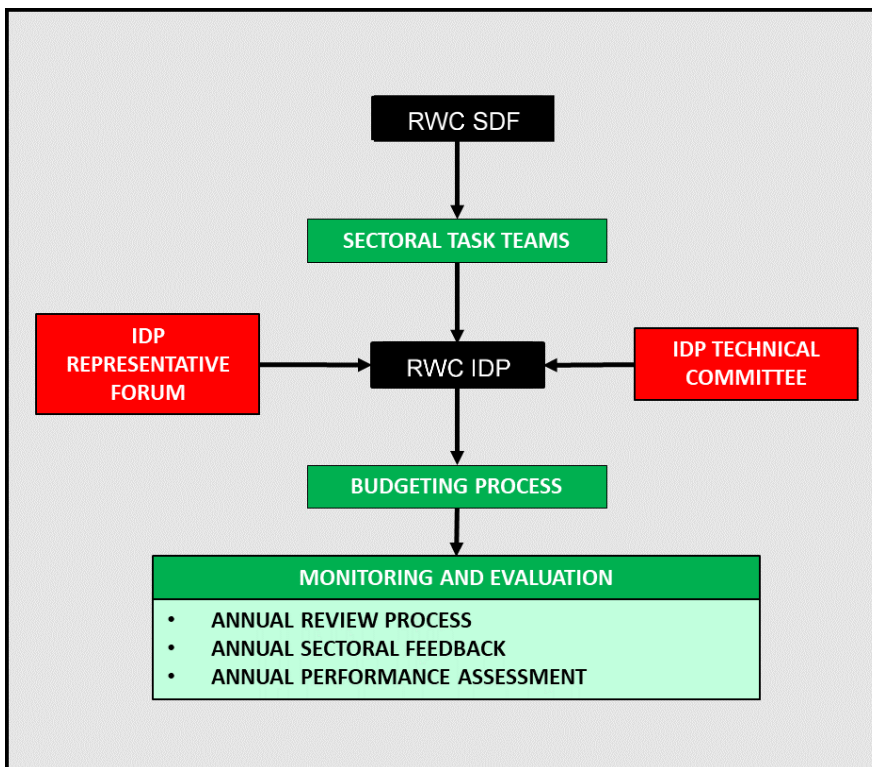 RWC SDF
SECTORAL TASK TEAMS
IDP
REPRESENTATIVE
FORUM
RWC IDP
IDP TECHNICAL
COMMITTEE
BUDGETING PROCESS
MONITORING AND EVALUATION
• ANNUAL REVIEW PROCESS
• ANNUAL SECTORAL FEEDBACK
• ANNUAL PERFORMANCE ASSESSMENT